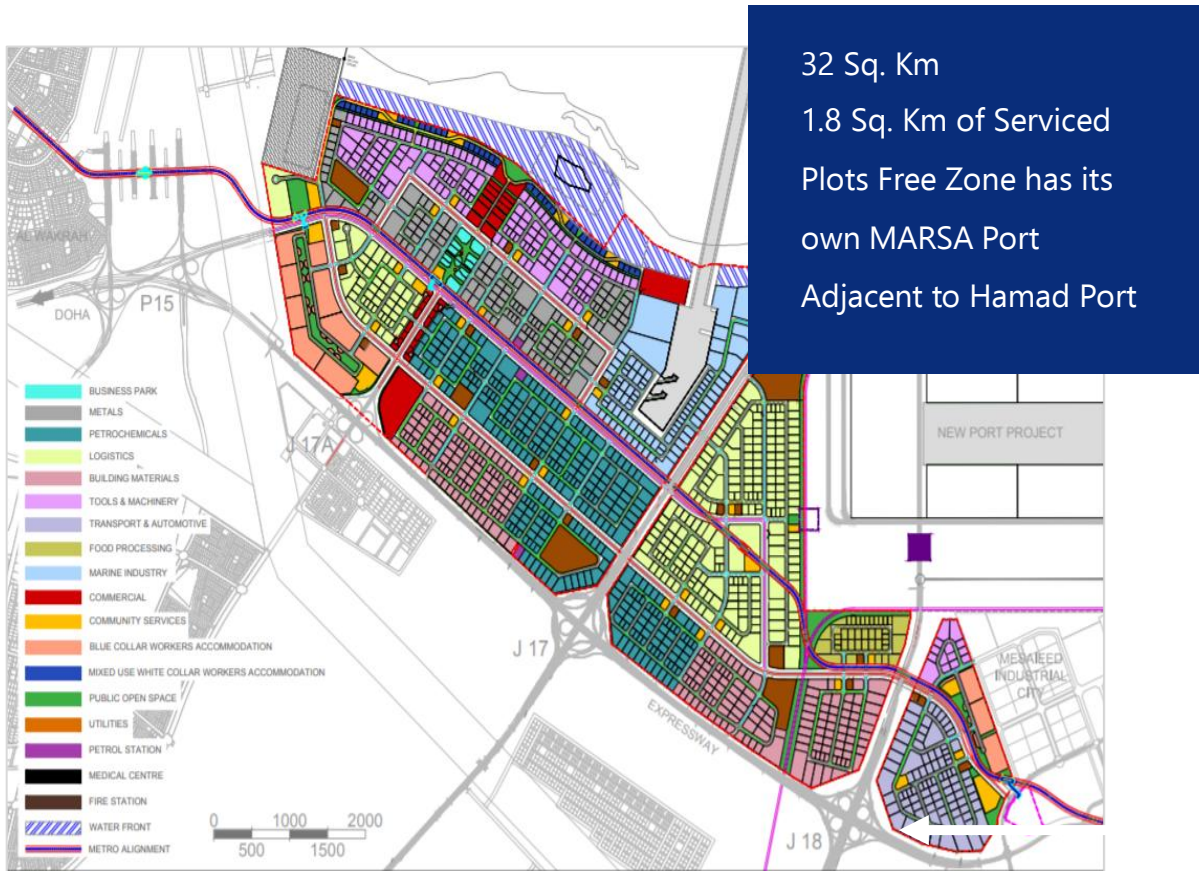 32 Sq. Km
1.8 Sq. Km of Serviced
Plots Free Zone has its
own MARSA Port
Adjacent to Hamad Port
AL WAKRAH
DOHA
P15
J 17A
NEW PORT PROJECT
BUSINESS PARK
METALS
PETROCHEMICALS
LOGISTICS
BUILDING MATERIALS
TOOLS & MACHINERY
TRANSPORT & AUTOMOTIVE
FOOD PROCESSING
MARINE INDUSTRY
COMMERCIAL
COMMUNITY SERVICES
BLUE COLLAR WORKERS ACCOMMODATION
MIXED USE WHITE COLLAR WORKERS ACCOMMODATION
PUBLIC OPEN SPACE
UTILITIES
PETROL STATION
MEDICAL CENTRE
FIRE STATION
WATER FRONT
METRO ALIGNMENT
J 17
EXPRESSWAY
MESAIEED
INDUSTRIAL
CITY
J 18
0 1000 2000
500 1500